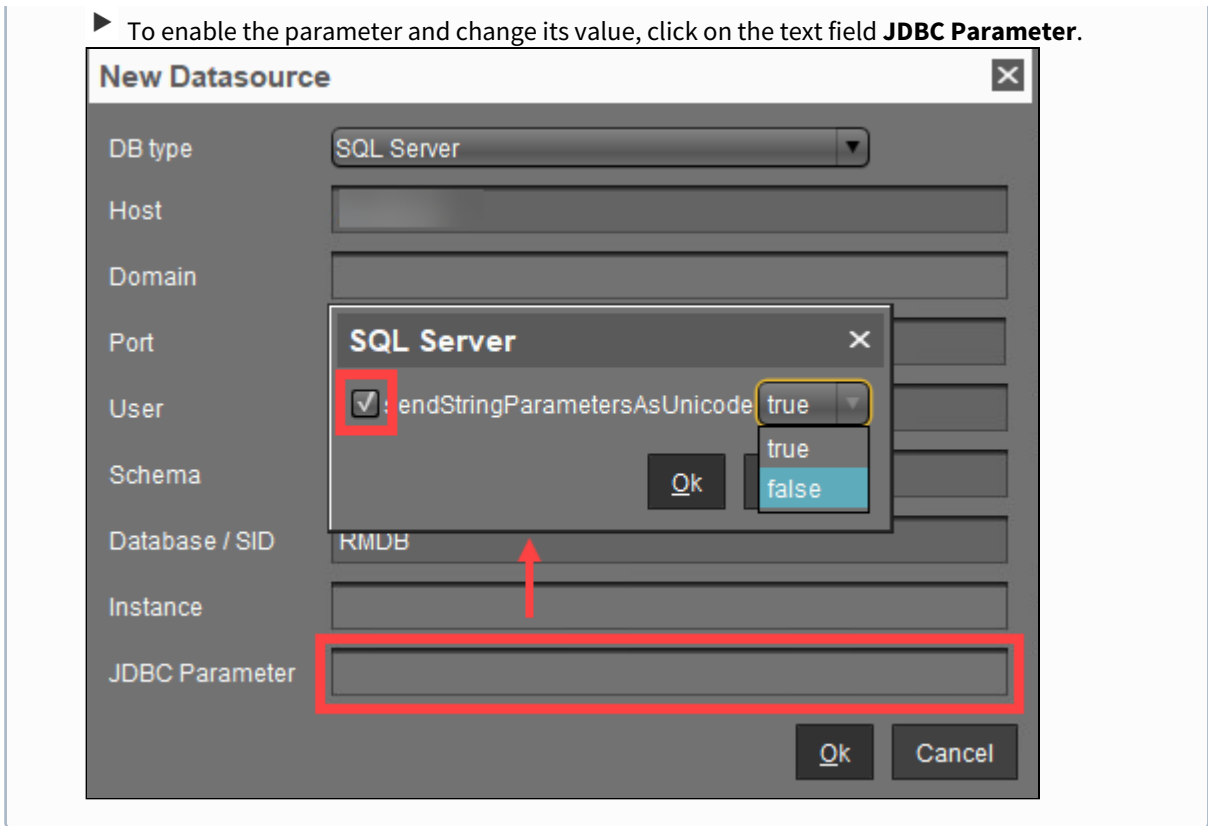 To enable the parameter and change its value, click on the text field JDBC Parameter.
New Datasource
DB type SQL Server
Host
Domain
Port
SQL Server
User
endStringParametersAsUnicode true
true
Schema
Ok
false
Database / SID RMDB
Instance
JDBC Parameter
Ok Cancel